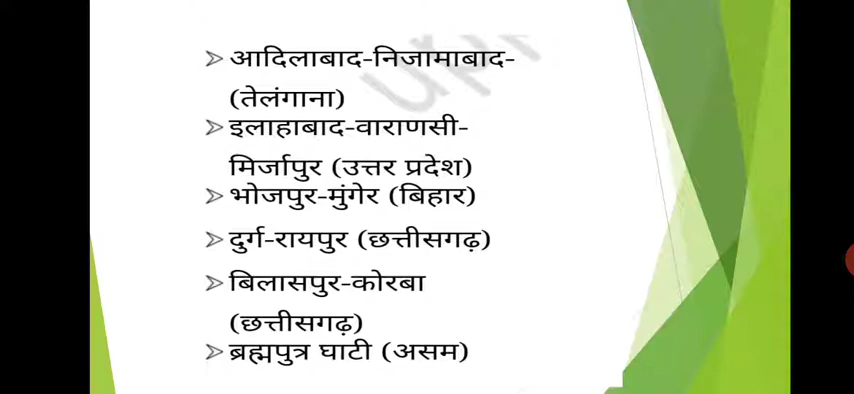 ➢ आदिलाबाद-निजामाबाद-
(तेलंगाना)
➢ इलाहाबाद-वाराणसी-
मिर्जापुर (उत्तर प्रदेश)
➢ भोजपुर-मुंगेर (बिहार)
➢ दुर्ग-रायपुर (छत्तीसगढ़)
➢ बिलासपुर-कोरबा
(छत्तीसगढ़)
➢ ब्रह्मपुत्र घाटी (असम)